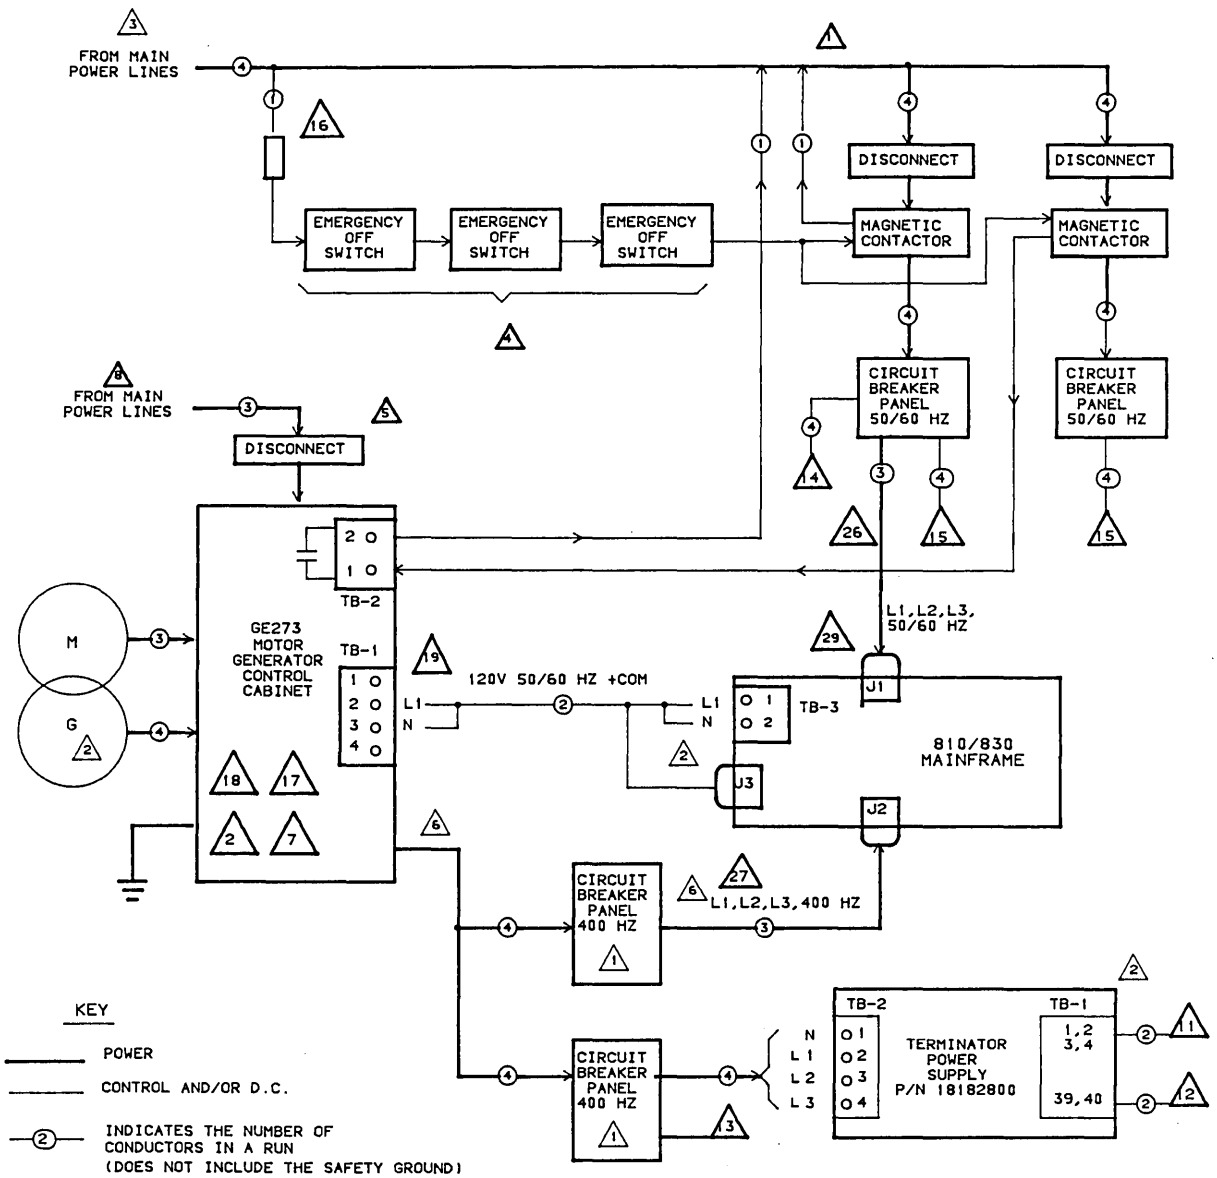 3
FROM MAIN
POWER LINES
4
1
1
16
4
4
1
1
DISCONNECT
DISCONNECT
EMERGENCY
OFF
SWITCH
EMERGENCY
OFF
SWITCH
EMERGENCY
OFF
SWITCH
MAGNETIC
CONTACTOR
MAGNETIC
CONTACTOR
4
4
4
8
FROM MAIN
POWER LINES
3
5
DISCONNECT
CIRCUIT
BREAKER
PANEL
50/60 HZ
CIRCUIT
BREAKER
PANEL
50/60 HZ
4
14
3
4
4
26
15
15
2
1
TB-2
M
3
G
2
4
GE273
MOTOR
GENERATOR
CONTROL
CABINET
TB-1
1
2
3
4
19
L1
N
120V 50/60 HZ +COM
2
L1
N
1
2
TB-3
L1,L2,L3,
50/60 HZ
29
J1
2
J3
J2
810/830
MAINFRAME
18
17
2
7
6
CIRCUIT
BREAKER
PANEL
400 HZ
1
4
6
27
L1,L2,L3,400 HZ
3
CIRCUIT
BREAKER
PANEL
400 HZ
1
4
4
13
N
L1
L2
L3
TB-2
1
2
3
4
TERMINATOR
POWER
SUPPLY
P/N 18182800
TB-1
1,2
3,4
39,40
2
2
11
2
12
KEY
POWER
CONTROL AND/OR D.C.
2
INDICATES THE NUMBER OF
CONDUCTORS IN A RUN
(DOES NOT INCLUDE THE SAFETY GROUND)